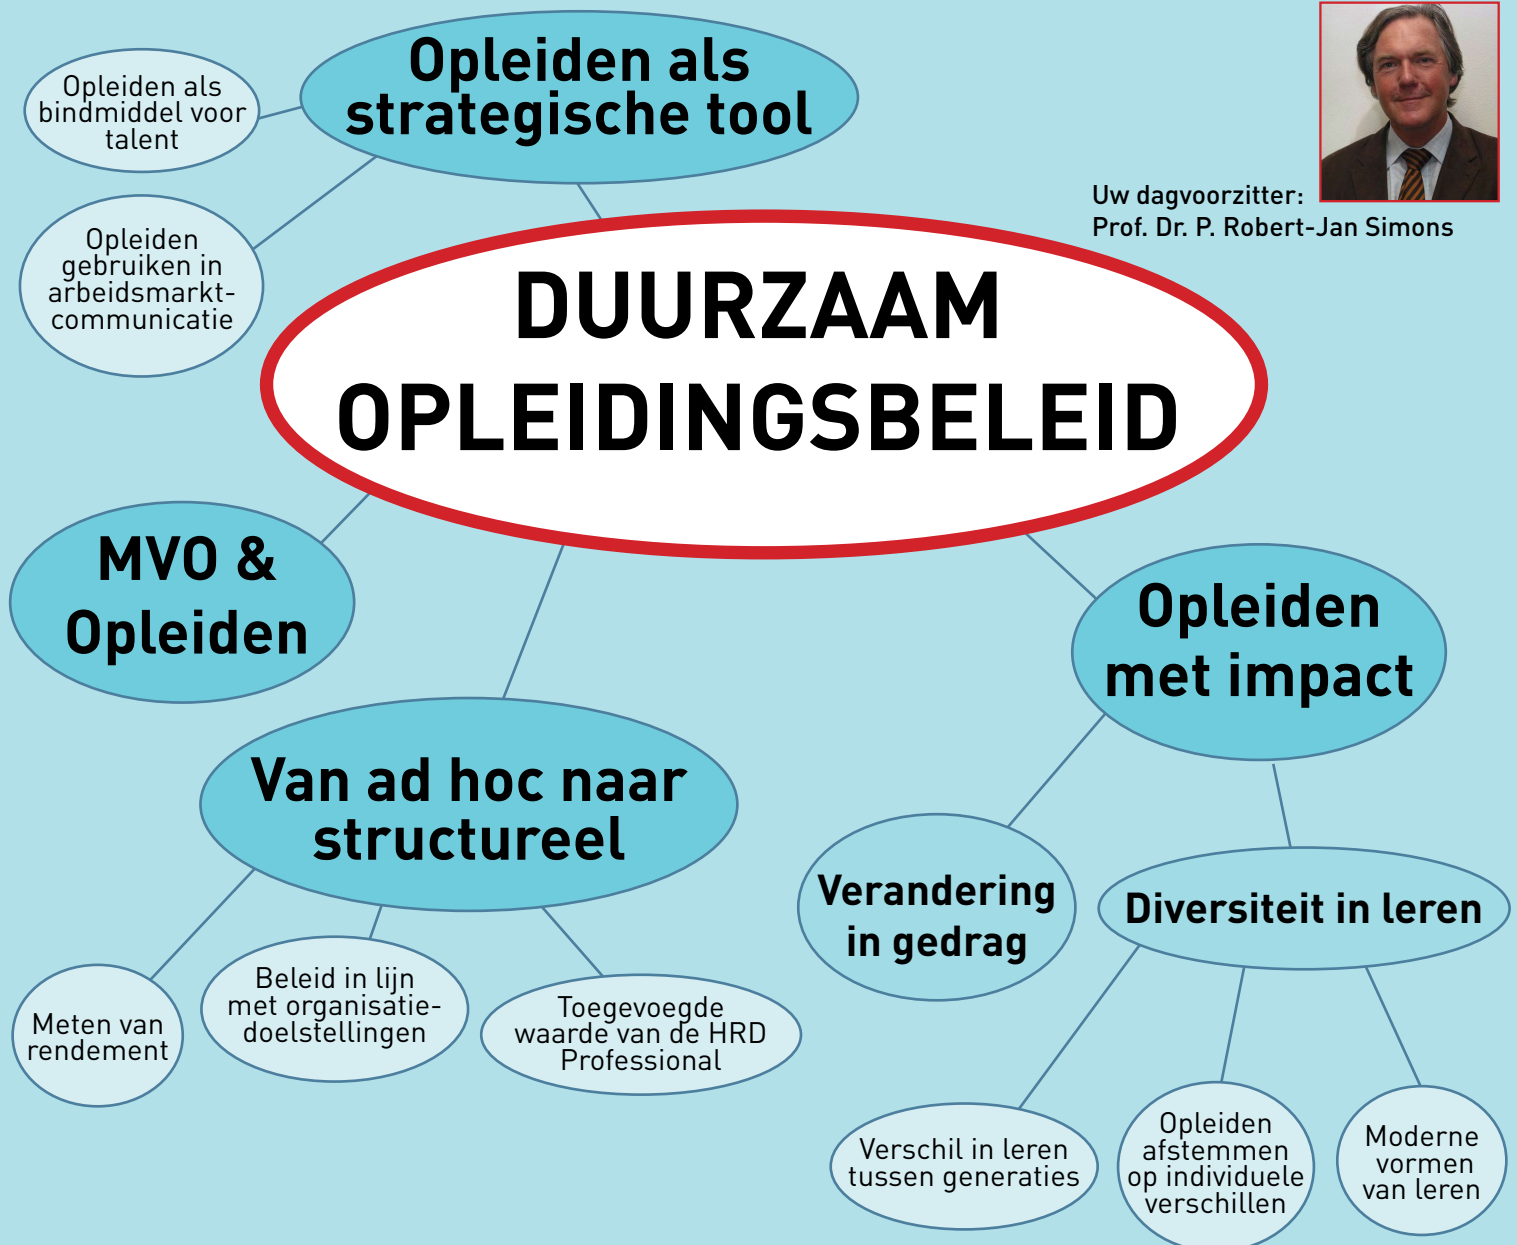 Opleiden als
strategische tool
Opleiden als
bindmiddel voor
talent
Opleiden
gebruiken in
arbeidsmarkt-
communicatie
Uw dagvoorzitter:
Prof. Dr. P. Robert-Jan Simons
DUURZAAM
OPLEIDINGSBELEID
MVO &
Opleiden
Opleiden
met impact
Van ad hoc naar
structureel
Verandering
in gedrag
Diversiteit in leren
Meten van
rendement
Beleid in lijn
met organisatie-
doelstellingen
Toegevoegde
waarde van de HRD
Professional
Verschil in leren
tussen generaties
Opleiden
afstemmen
op individuele
verschillen
Moderne
vormen
van leren